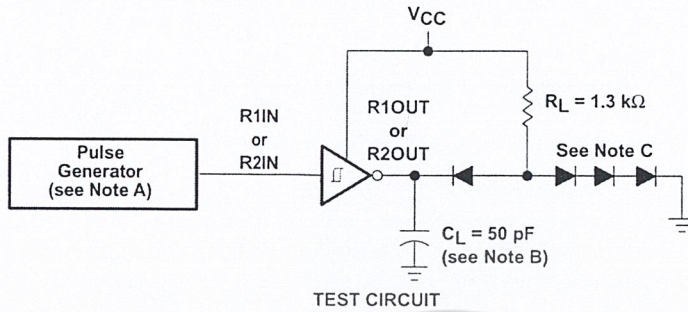 VCC
RL = 1.3 kΩ
R1IN
or
R2IN
R1OUT
or
R2OUT
See Note C
Pulse
Generator
(see Note A)
CL = 50 pF
(see Note B)
TEST CIRCUIT